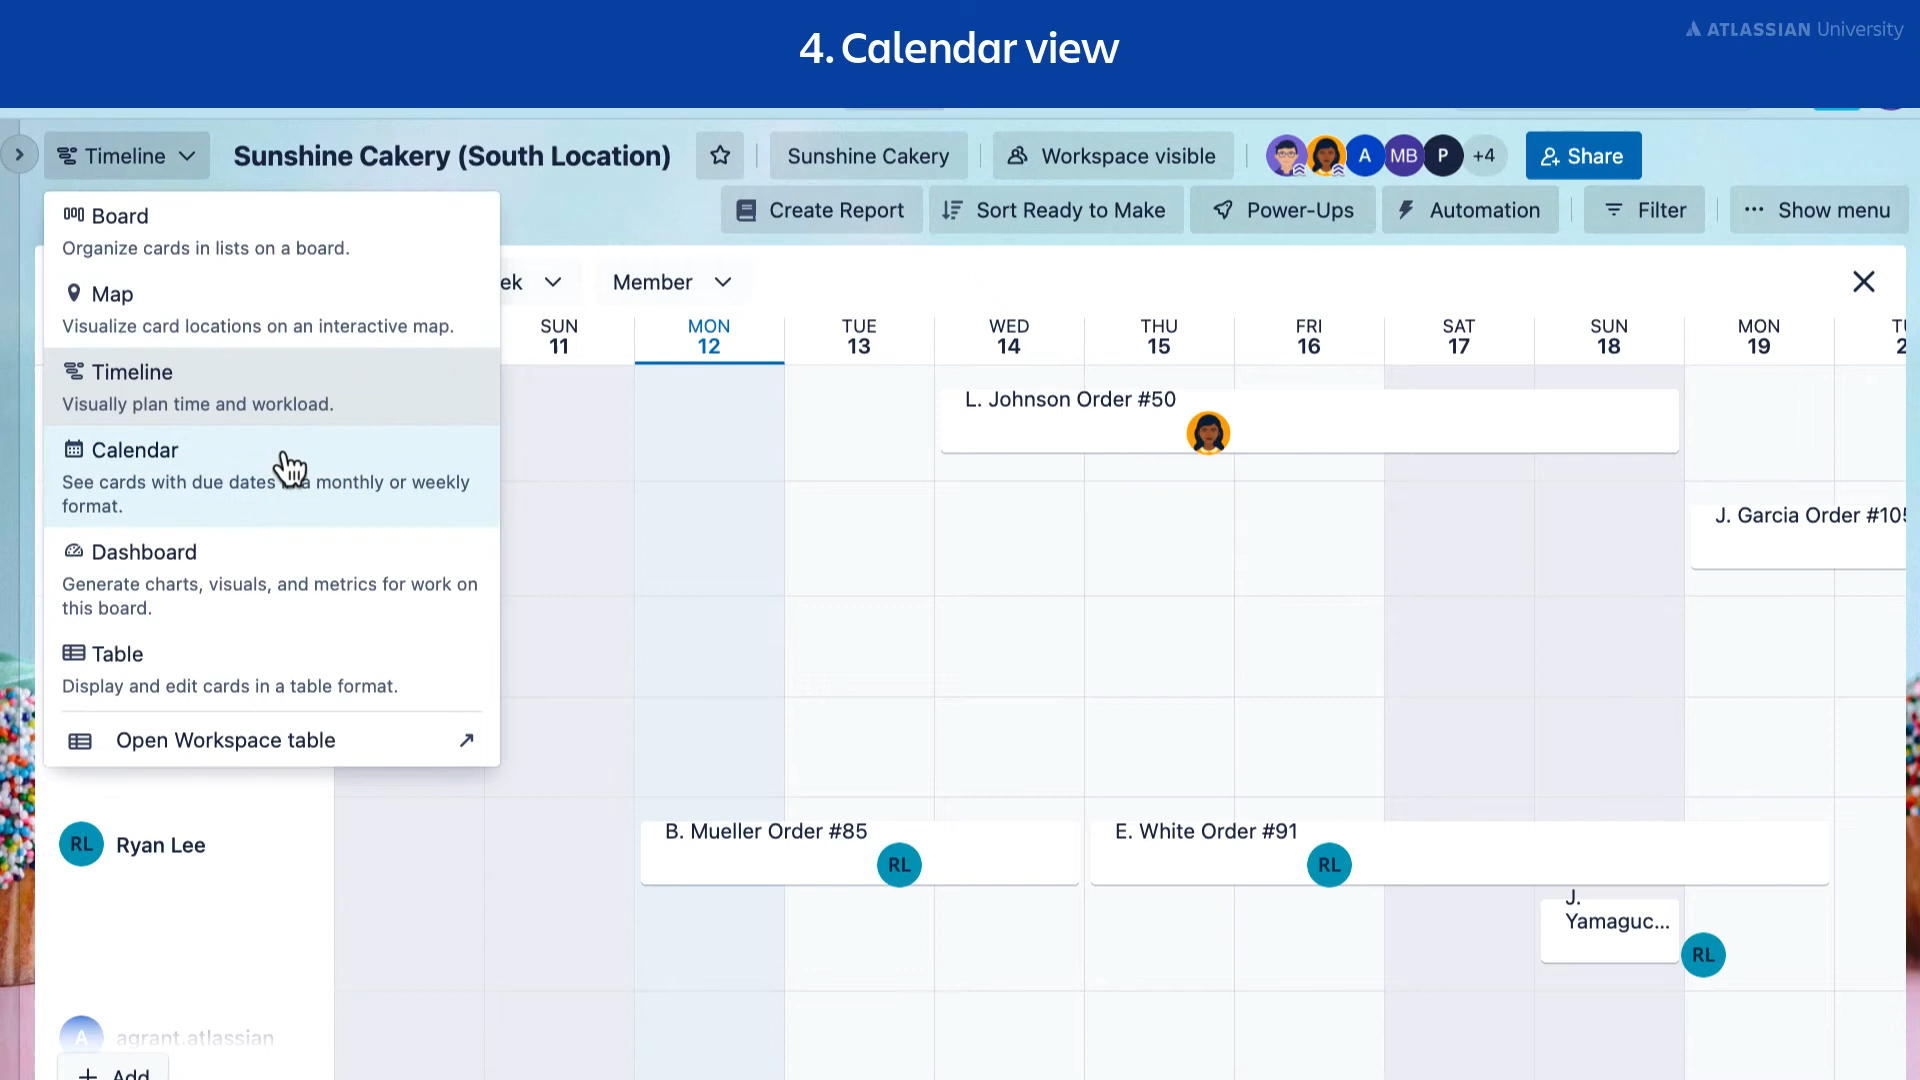 4. Calendar view
ATLASSIAN University
Timeline
Sunshine Cakery (South Location)
Sunshine Cakery
Workspace visible
A
MB
P
+4
Share
Create Report
Sort Ready to Make
Power-Ups
Automation
Filter
Show menu
Board
Organize cards in lists on a board.
Map
Visualize card locations on an interactive map.
Timeline
Visually plan time and workload.
Calendar
See cards with due dates a monthly or weekly
format.
Dashboard
Generate charts, visuals, and metrics for work on
this board.
Table
Display and edit cards in a table format.
Open Workspace table
ek
Member
SUN
11
MON
12
TUE
13
WED
14
THU
15
FRI
16
SAT
17
SUN
18
MON
19
TU
2
L. Johnson Order #50
J. Garcia Order #105
RL
Ryan Lee
B. Mueller Order #85
RL
E. White Order #91
RL
J.
Yamaguc...
RL
A
agrant.atlassian
+ Add